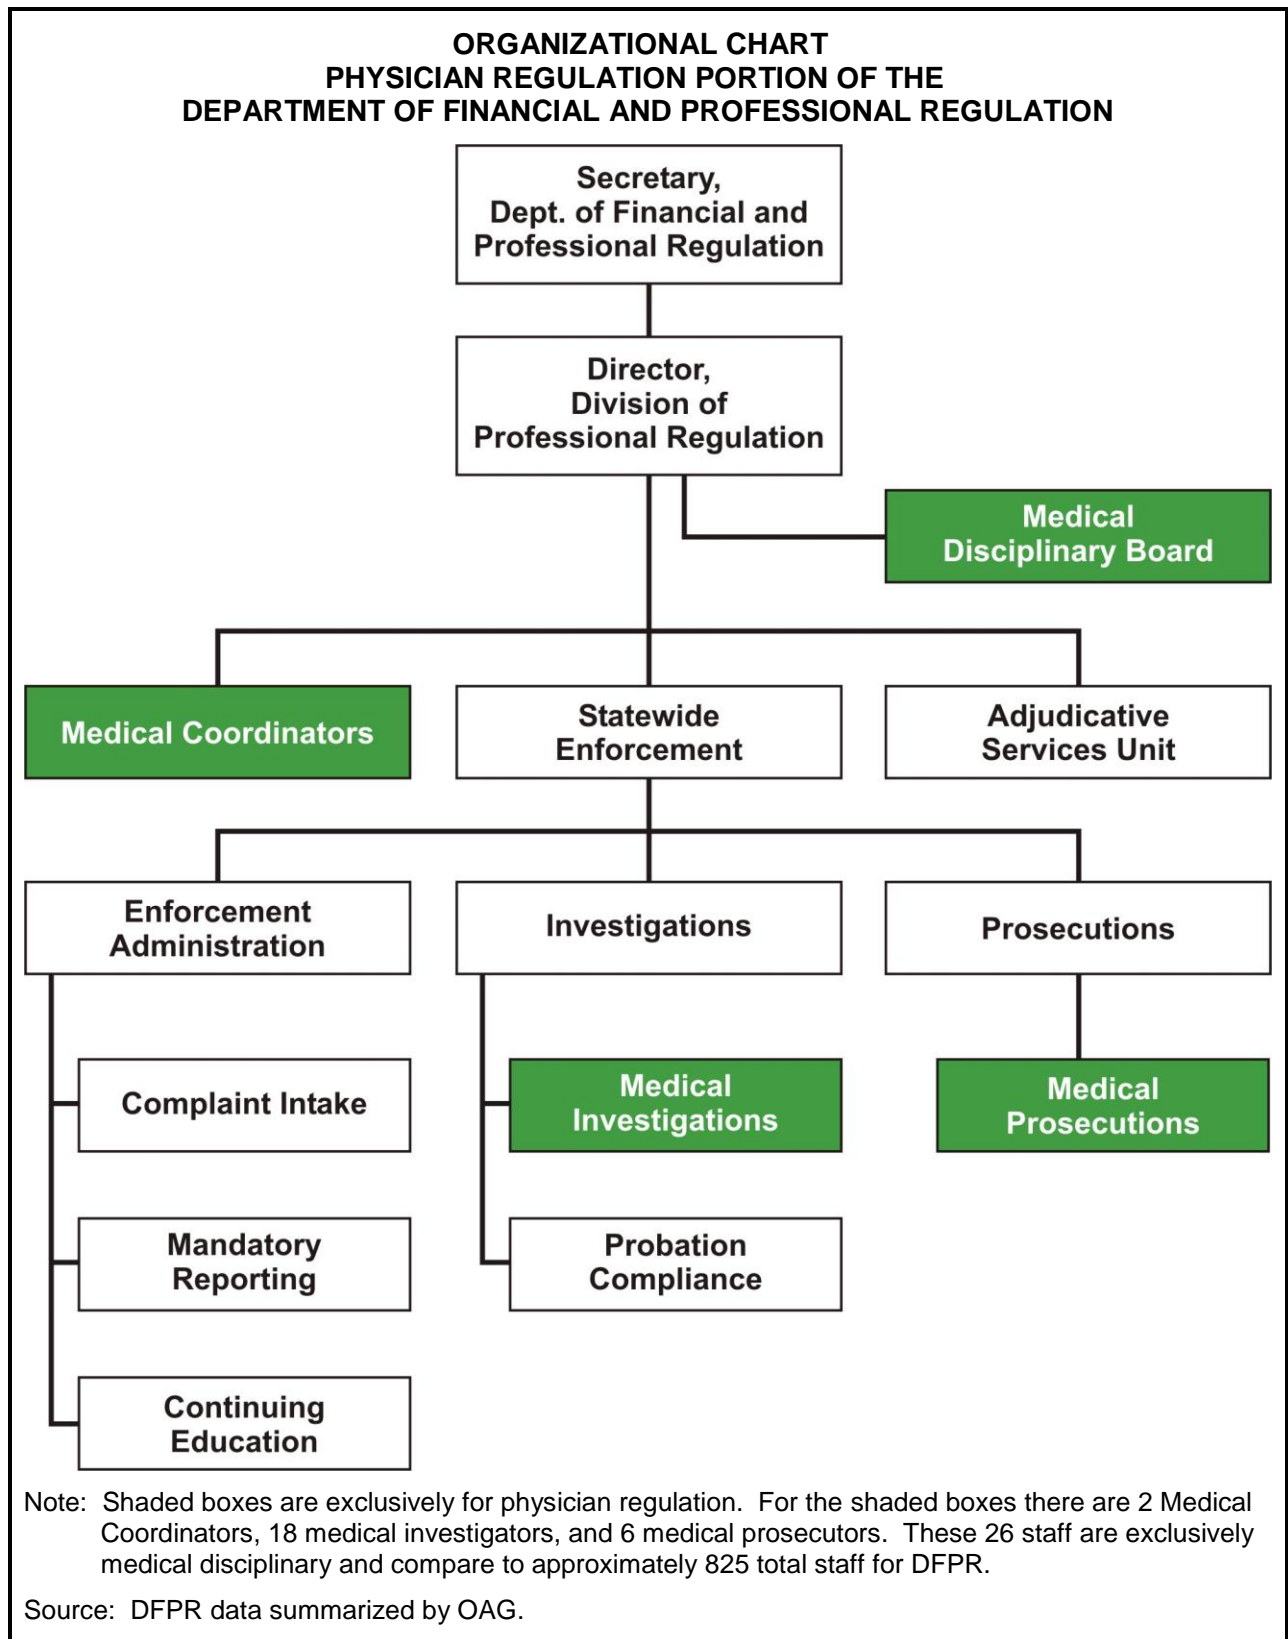 ORGANIZATIONAL CHART
PHYSICIAN REGULATION PORTION OF THE
DEPARTMENT OF FINANCIAL AND PROFESSIONAL REGULATION
Secretary,
Dept. of Financial and
Professional Regulation
Director,
Division of
Professional Regulation
Medical
Disciplinary Board
Medical Coordinators
Statewide
Enforcement
Adjudicative
Services Unit
Enforcement
Administration
Investigations
Prosecutions
Complaint Intake
Medical
Investigations
Medical
Prosecutions
Mandatory
Reporting
Probation
Compliance
Continuing
Education
Note: Shaded boxes are exclusively for physician regulation. For the shaded boxes there are 2 Medical
Coordinators, 18 medical investigators, and 6 medical prosecutors. These 26 staff are exclusively
medical disciplinary and compare to approximately 825 total staff for DFPR.
Source: DFPR data summarized by OAG.